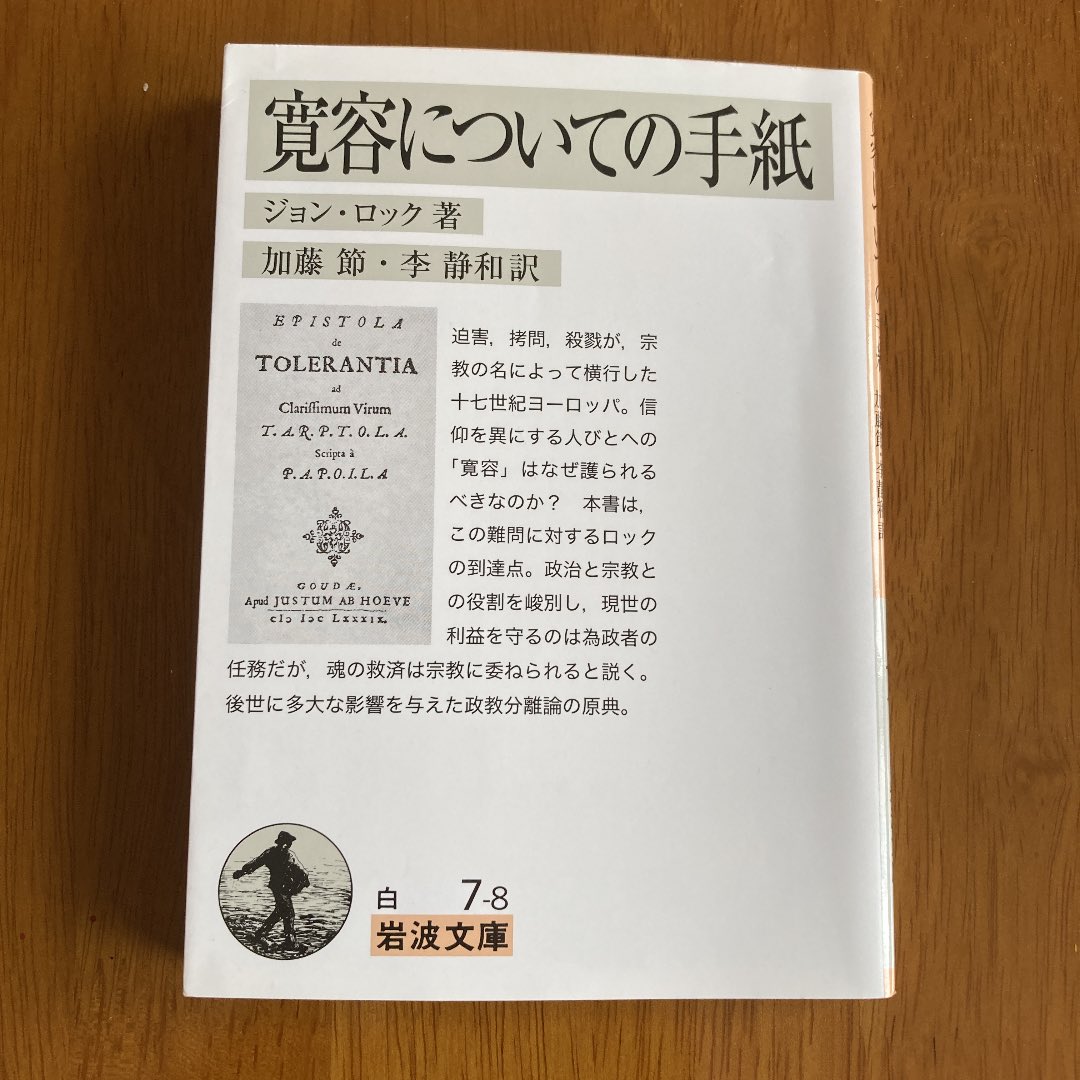 寛容についての手紙
ジョン・ロック 著
加藤 節・李 静和 訳
EPISTOLA
de
TOLERANTIA
ad
Clariſſimum Virum
T.A.R.P.T.O.L.A.
Scripta à
P.A.P.O.I.L.A
GOUDÆ,
Apud JUSTUM AB HOEVE
cIɔ Iɔc Lxxxix.
迫害，拷問，殺戮が，宗
教の名によって横行した
十七世紀ヨーロッパ。信
仰を異にする人びとへの
「寛容」はなぜ護られる
べきなのか？　本書は，
この難問に対するロック
の到達点。政治と宗教と
の役割を峻別し，現世の
利益を守るのは為政者の
任務だが，魂の救済は宗教に委ねられると説く。
後世に多大な影響を与えた政教分離論の原典。
白 7-8
岩波文庫